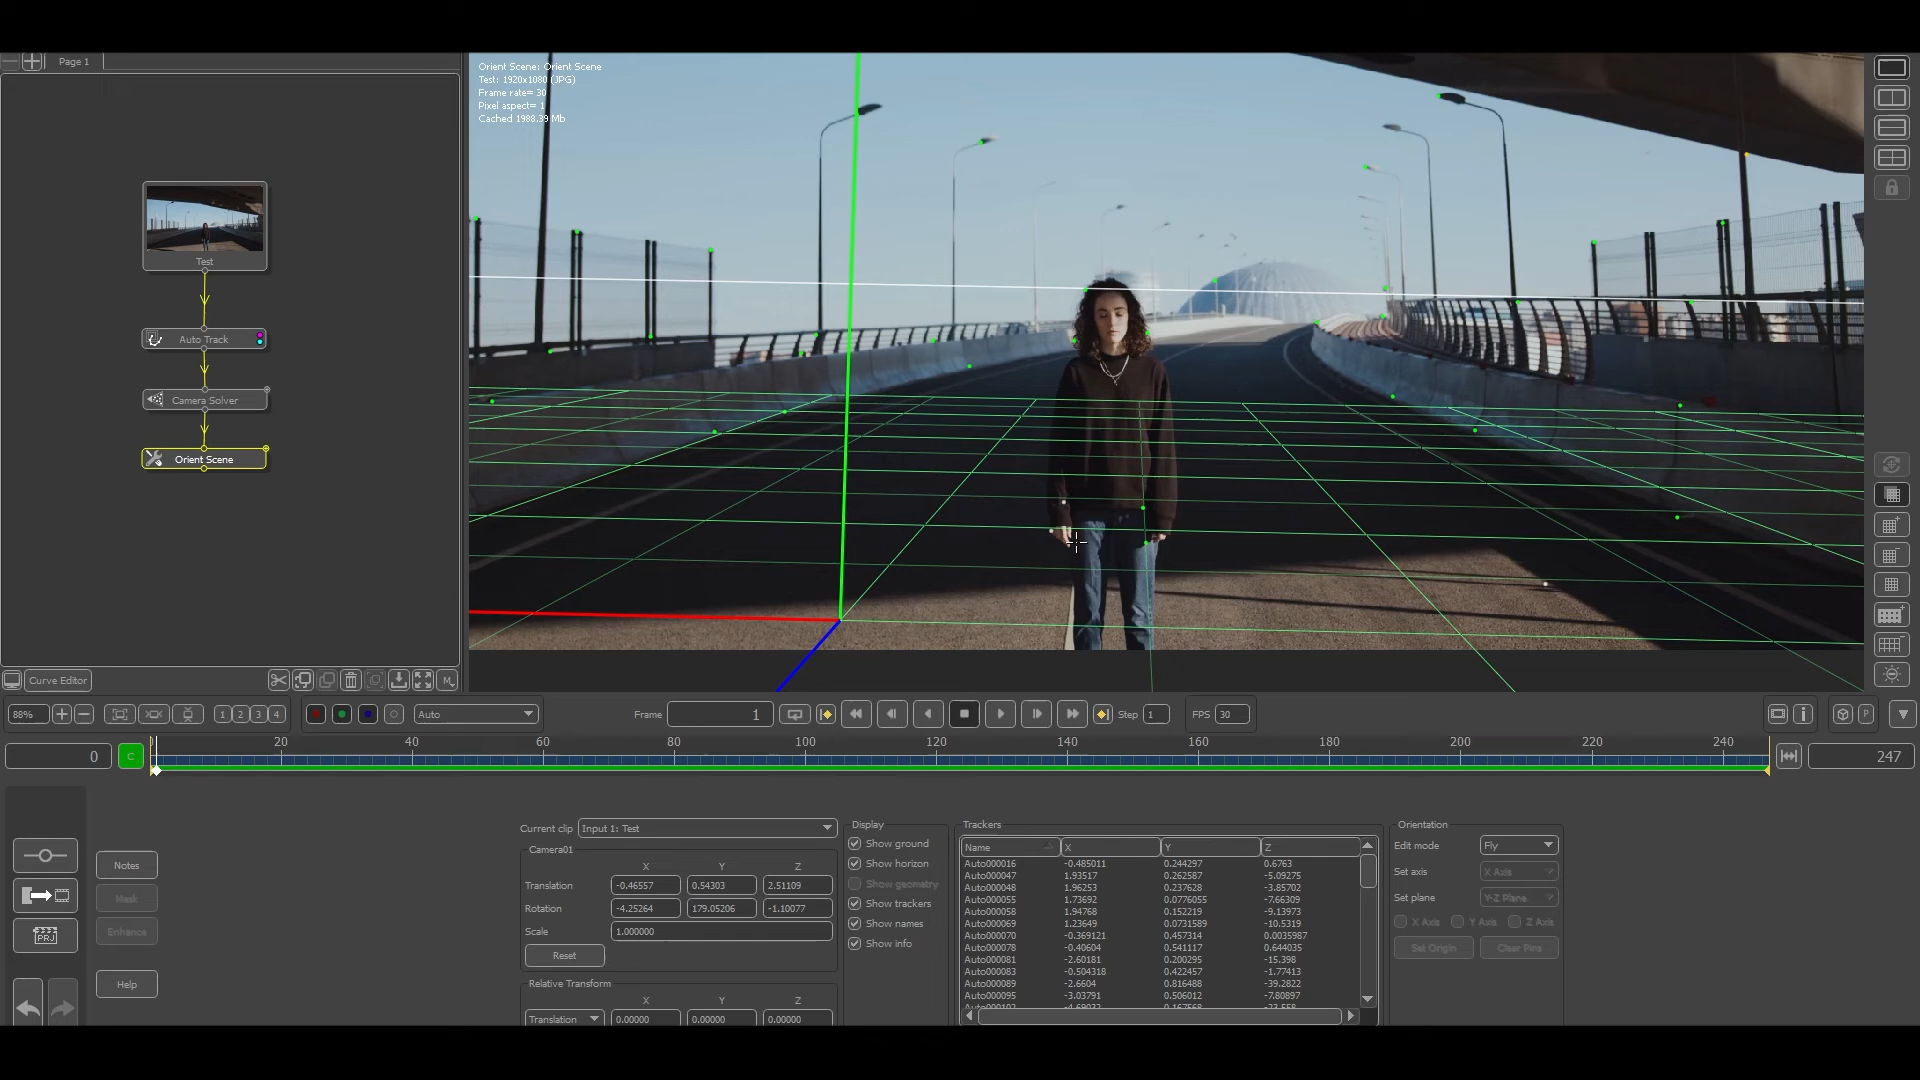 Page 1
Orient Scene: Orient Scene
Test: 1920x1080 (JPG)
Frame rate= 30
Pixel aspect= 1
Cached 1988.39 Mb
Test
Auto Track
Camera Solver
Orient Scene
Curve Editor
M
88%
1 2 3 4
Auto
Frame 1
Step 1
FPS 30
P
0
C
20 40 60 80 100 120 140 160 180 200 220 240
247
Notes
Mask
Enhance
PRJ
Help
Current clip Input 1: Test
Camera01
X Y Z
Translation -0.46557 0.54303 2.51109
Rotation -4.25264 179.05206 -1.10077
Scale 1.000000
Reset
Relative Transform
X Y Z
Translation 0.00000 0.00000 0.00000
Display
Show ground
Show horizon
Show geometry
Show trackers
Show names
Show info
Trackers
Name X Y Z
Auto000016 -0.485011 0.244297 0.6763
Auto000047 1.93517 0.262587 -5.09275
Auto000048 1.96253 0.237628 -3.85702
Auto000055 1.73692 0.0776055 -7.66309
Auto000058 1.94768 0.152219 -9.13973
Auto000069 1.23649 0.0731589 -10.5319
Auto000070 -0.369121 0.457314 0.0035987
Auto000078 -0.40604 0.541117 0.644035
Auto000081 -2.60181 0.200295 -15.398
Auto000083 -0.504318 0.422457 -1.77413
Auto000089 -2.6604 0.816488 -39.2822
Auto000095 -3.03791 0.506012 -7.80897
Orientation
Edit mode Fly
Set axis X Axis
Set plane Y-Z Plane
X Axis Y Axis Z Axis
Set Origin Clear Pins